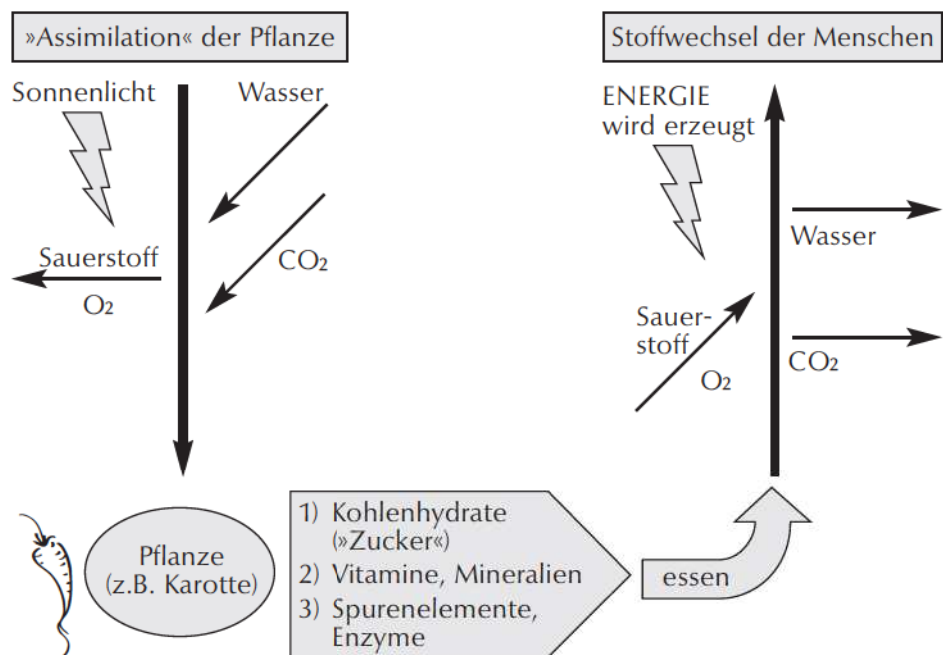 »Assimilation« der Pflanze
Sonnenlicht
Wasser
Sauerstoff
O2
CO2
Pflanze
(z.B. Karotte)
1) Kohlenhydrate
(»Zucker«)
2) Vitamine, Mineralien
3) Spurenelemente,
Enzyme
essen
Stoffwechsel der Menschen
ENERGIE
wird erzeugt
Wasser
Sauer-
stoff
O2
CO2